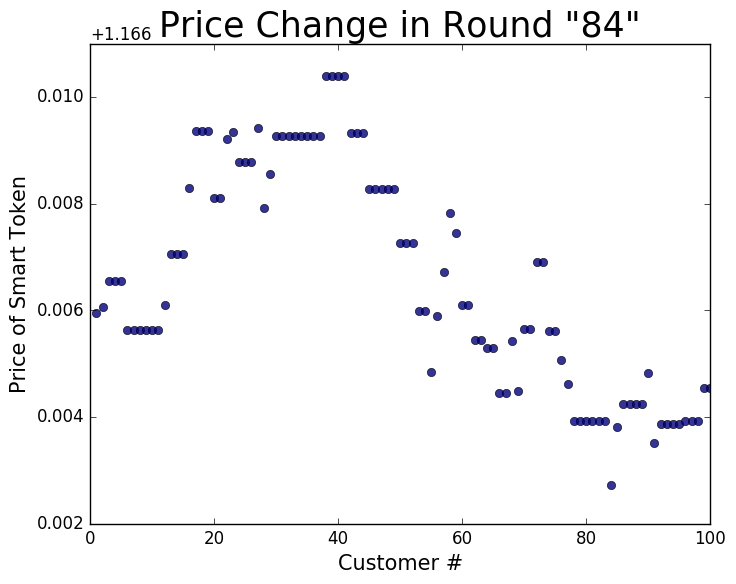 Price Change in Round "84"
+1.166
0.010
0.008
0.006
0.004
0.002
Price of Smart Token
0 20 40 60 80 100
Customer #